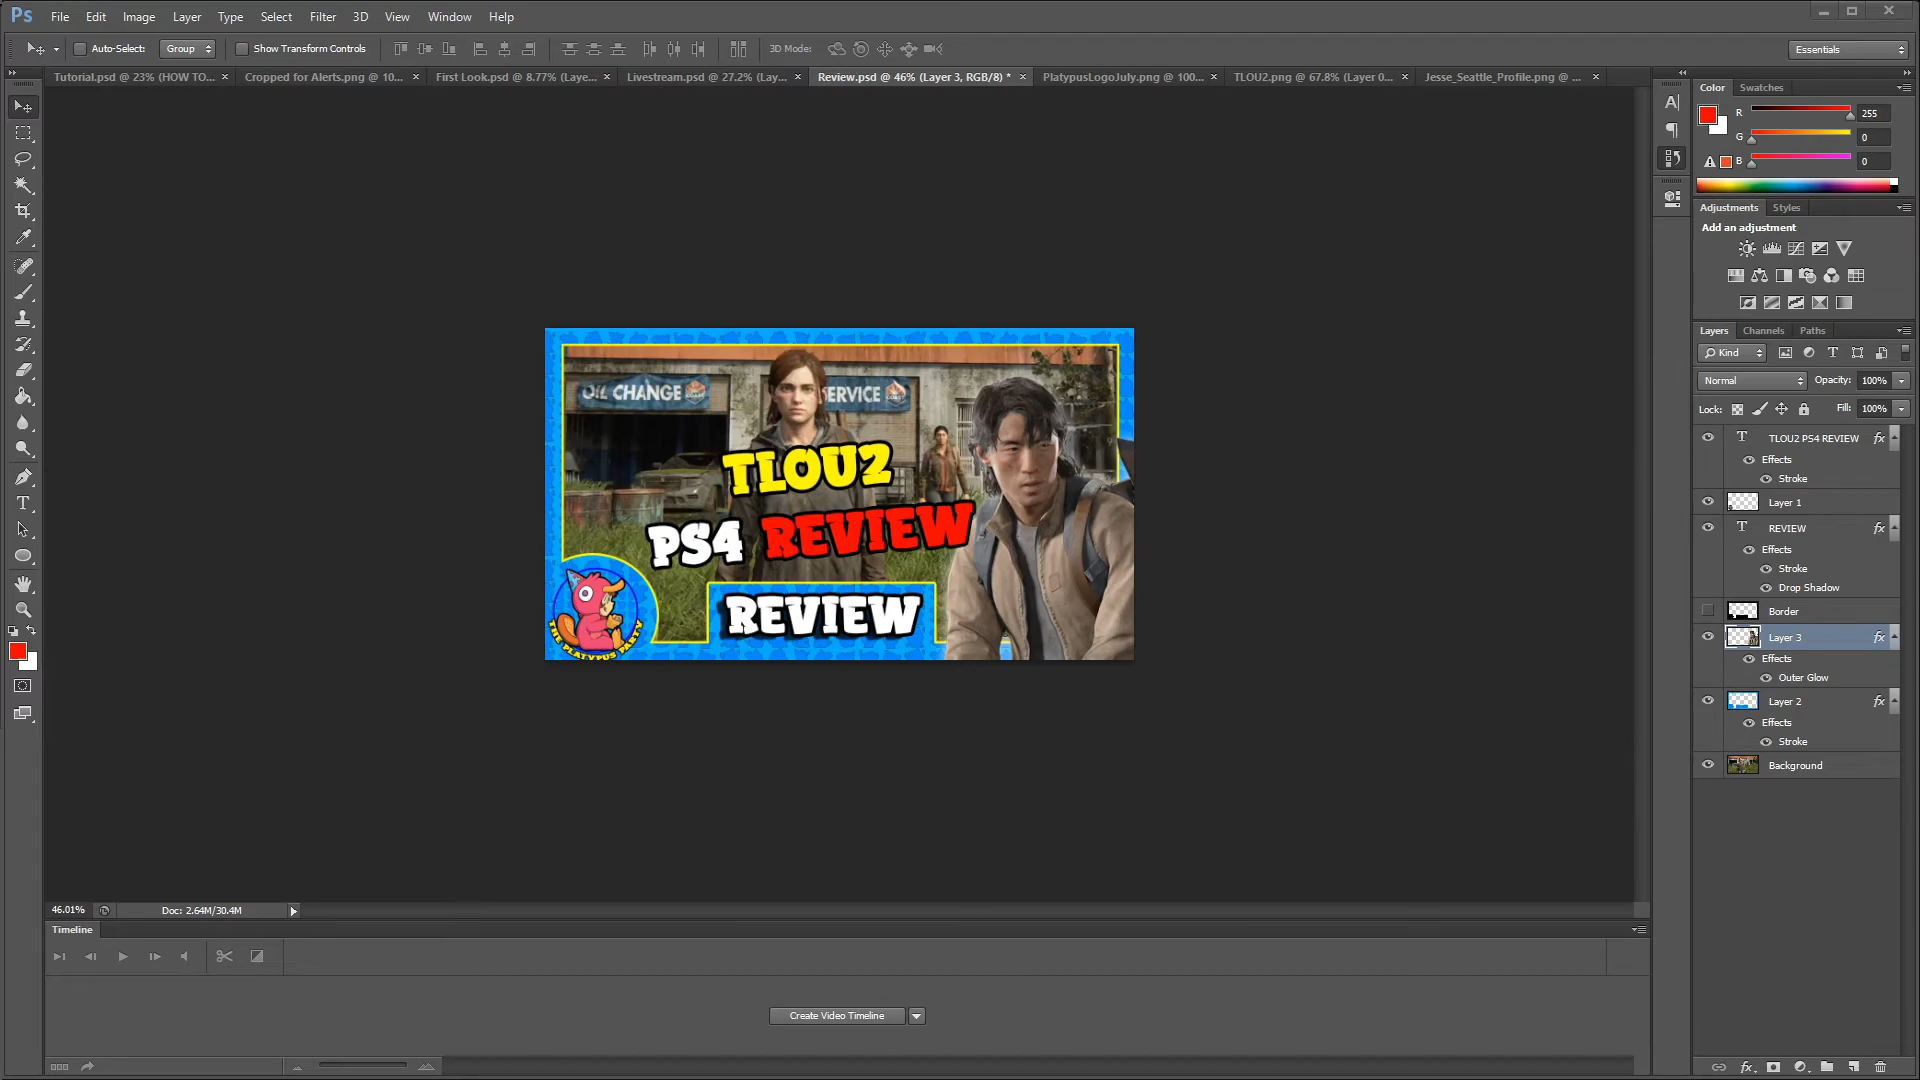 Ps File Edit Image Layer Type Select Filter 3D View Window Help
Auto-Select: Group Show Transform Controls 3D Mode: Essentials
Tutorial.psd @ 23% (HOW TO... Cropped for Alerts.png @ 10... First Look.psd @ 8.77% (Laye... Livestream.psd @ 27.2% (Lay... Review.psd @ 46% (Layer 3, RGB/8) * PlatypusLogoJuly.png @ 100... TLOU2.png @ 67.8% (Layer 0... Jesse_Seattle_Profile.png @ ...
Color Swatches
R 255
G 0
B 0
Adjustments Styles
Add an adjustment
Layers Channels Paths
Kind
Normal Opacity: 100%
Lock: Fill: 100%
T TLOU2 PS4 REVIEW fx
Effects
Stroke
Layer 1
T REVIEW fx
Effects
Stroke
Drop Shadow
Border
Layer 3 fx
Effects
Outer Glow
Layer 2 fx
Effects
Stroke
Background
OIL CHANGE SERVICE
TLOU2
PS4 REVIEW
REVIEW
THE PLATYPUS PARTY
46.01% Doc: 2.64M/30.4M
Timeline
Create Video Timeline